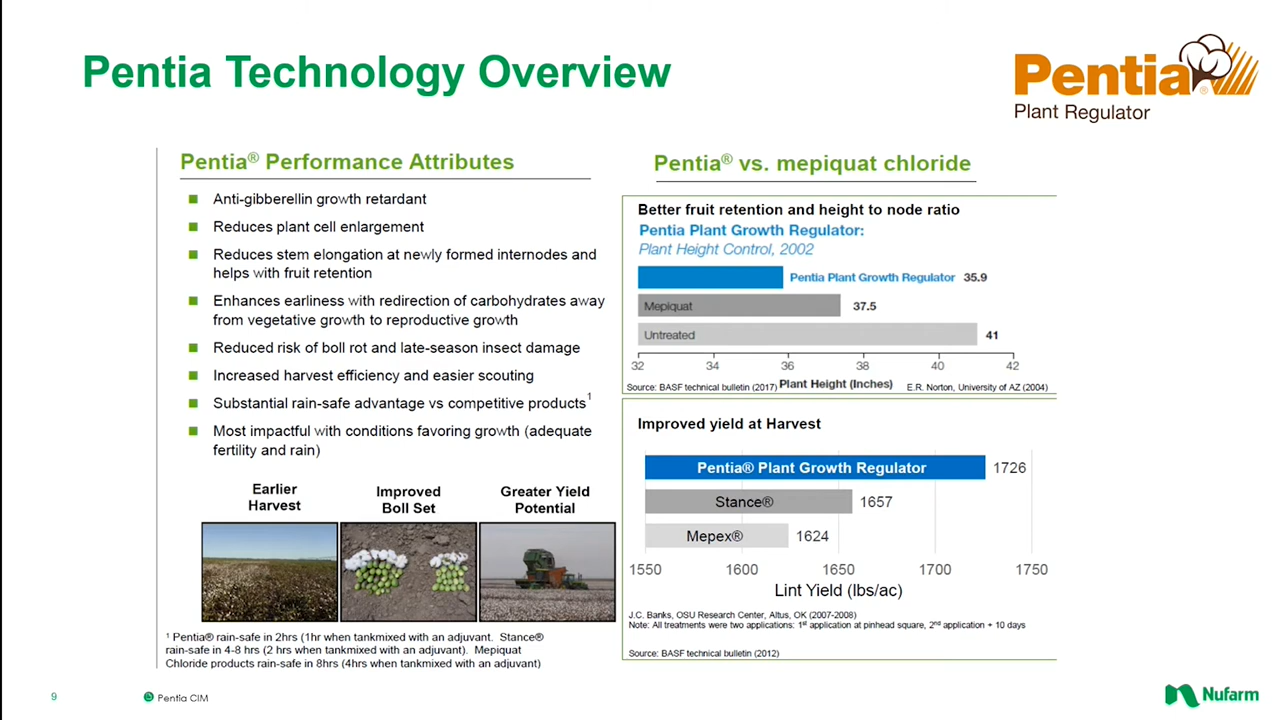 Pentia Technology Overview
Pentia®
Plant Regulator
Pentia® Performance Attributes
Anti-gibberellin growth retardant
Reduces plant cell enlargement
Reduces stem elongation at newly formed internodes and
helps with fruit retention
Enhances earliness with redirection of carbohydrates away
from vegetative growth to reproductive growth
Reduced risk of boll rot and late-season insect damage
Increased harvest efficiency and easier scouting
Substantial rain-safe advantage vs competitive products1
Most impactful with conditions favoring growth (adequate
fertility and rain)
Earlier
Harvest
Improved
Boll Set
Greater Yield
Potential
1 Pentia® rain-safe in 2hrs (1hr when tankmixed with an adjuvant. Stance®
rain-safe in 4-8 hrs (2 hrs when tankmixed with an adjuvant). Mepiquat
Chloride products rain-safe in 8hrs (4hrs when tankmixed with an adjuvant)
Pentia® vs. mepiquat chloride
Better fruit retention and height to node ratio
Pentia Plant Growth Regulator:
Plant Height Control, 2002
Pentia Plant Growth Regulator 35.9
Mepiquat 37.5
Untreated 41
32 34 36 38 40 42
Source: BASF technical bulletin (2017) Plant Height (Inches) E.R. Norton, University of AZ (2004)
Improved yield at Harvest
Pentia® Plant Growth Regulator 1726
Stance® 1657
Mepex® 1624
1550 1600 1650 1700 1750
Lint Yield (lbs/ac)
J.C. Banks, OSU Research Center, Altus, OK (2007-2008)
Note: All treatments were two applications: 1st application at pinhead square, 2nd application + 10 days
Source: BASF technical bulletin (2012)
9 Pentia CIM
Nufarm